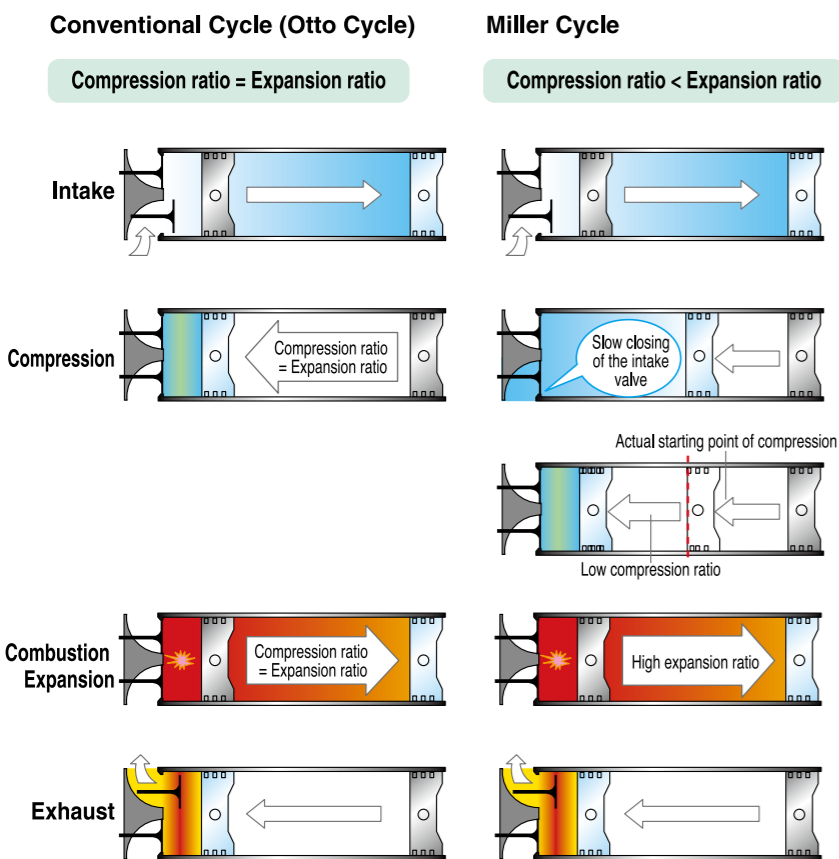 Conventional Cycle (Otto Cycle)
Miller Cycle
Compression ratio = Expansion ratio
Compression ratio < Expansion ratio
Intake
Compression
Compression ratio
= Expansion ratio
Slow closing
of the intake
valve
Actual starting point of compression
Low compression ratio
Combustion
Expansion
Compression ratio
= Expansion ratio
High expansion ratio
Exhaust